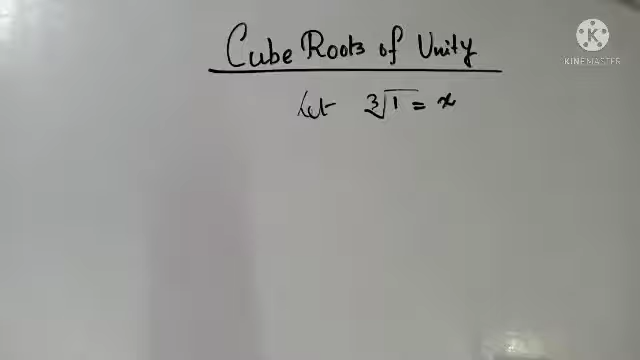 KINEMASTER
Cube Roots of Unity
Let ∛1 = x